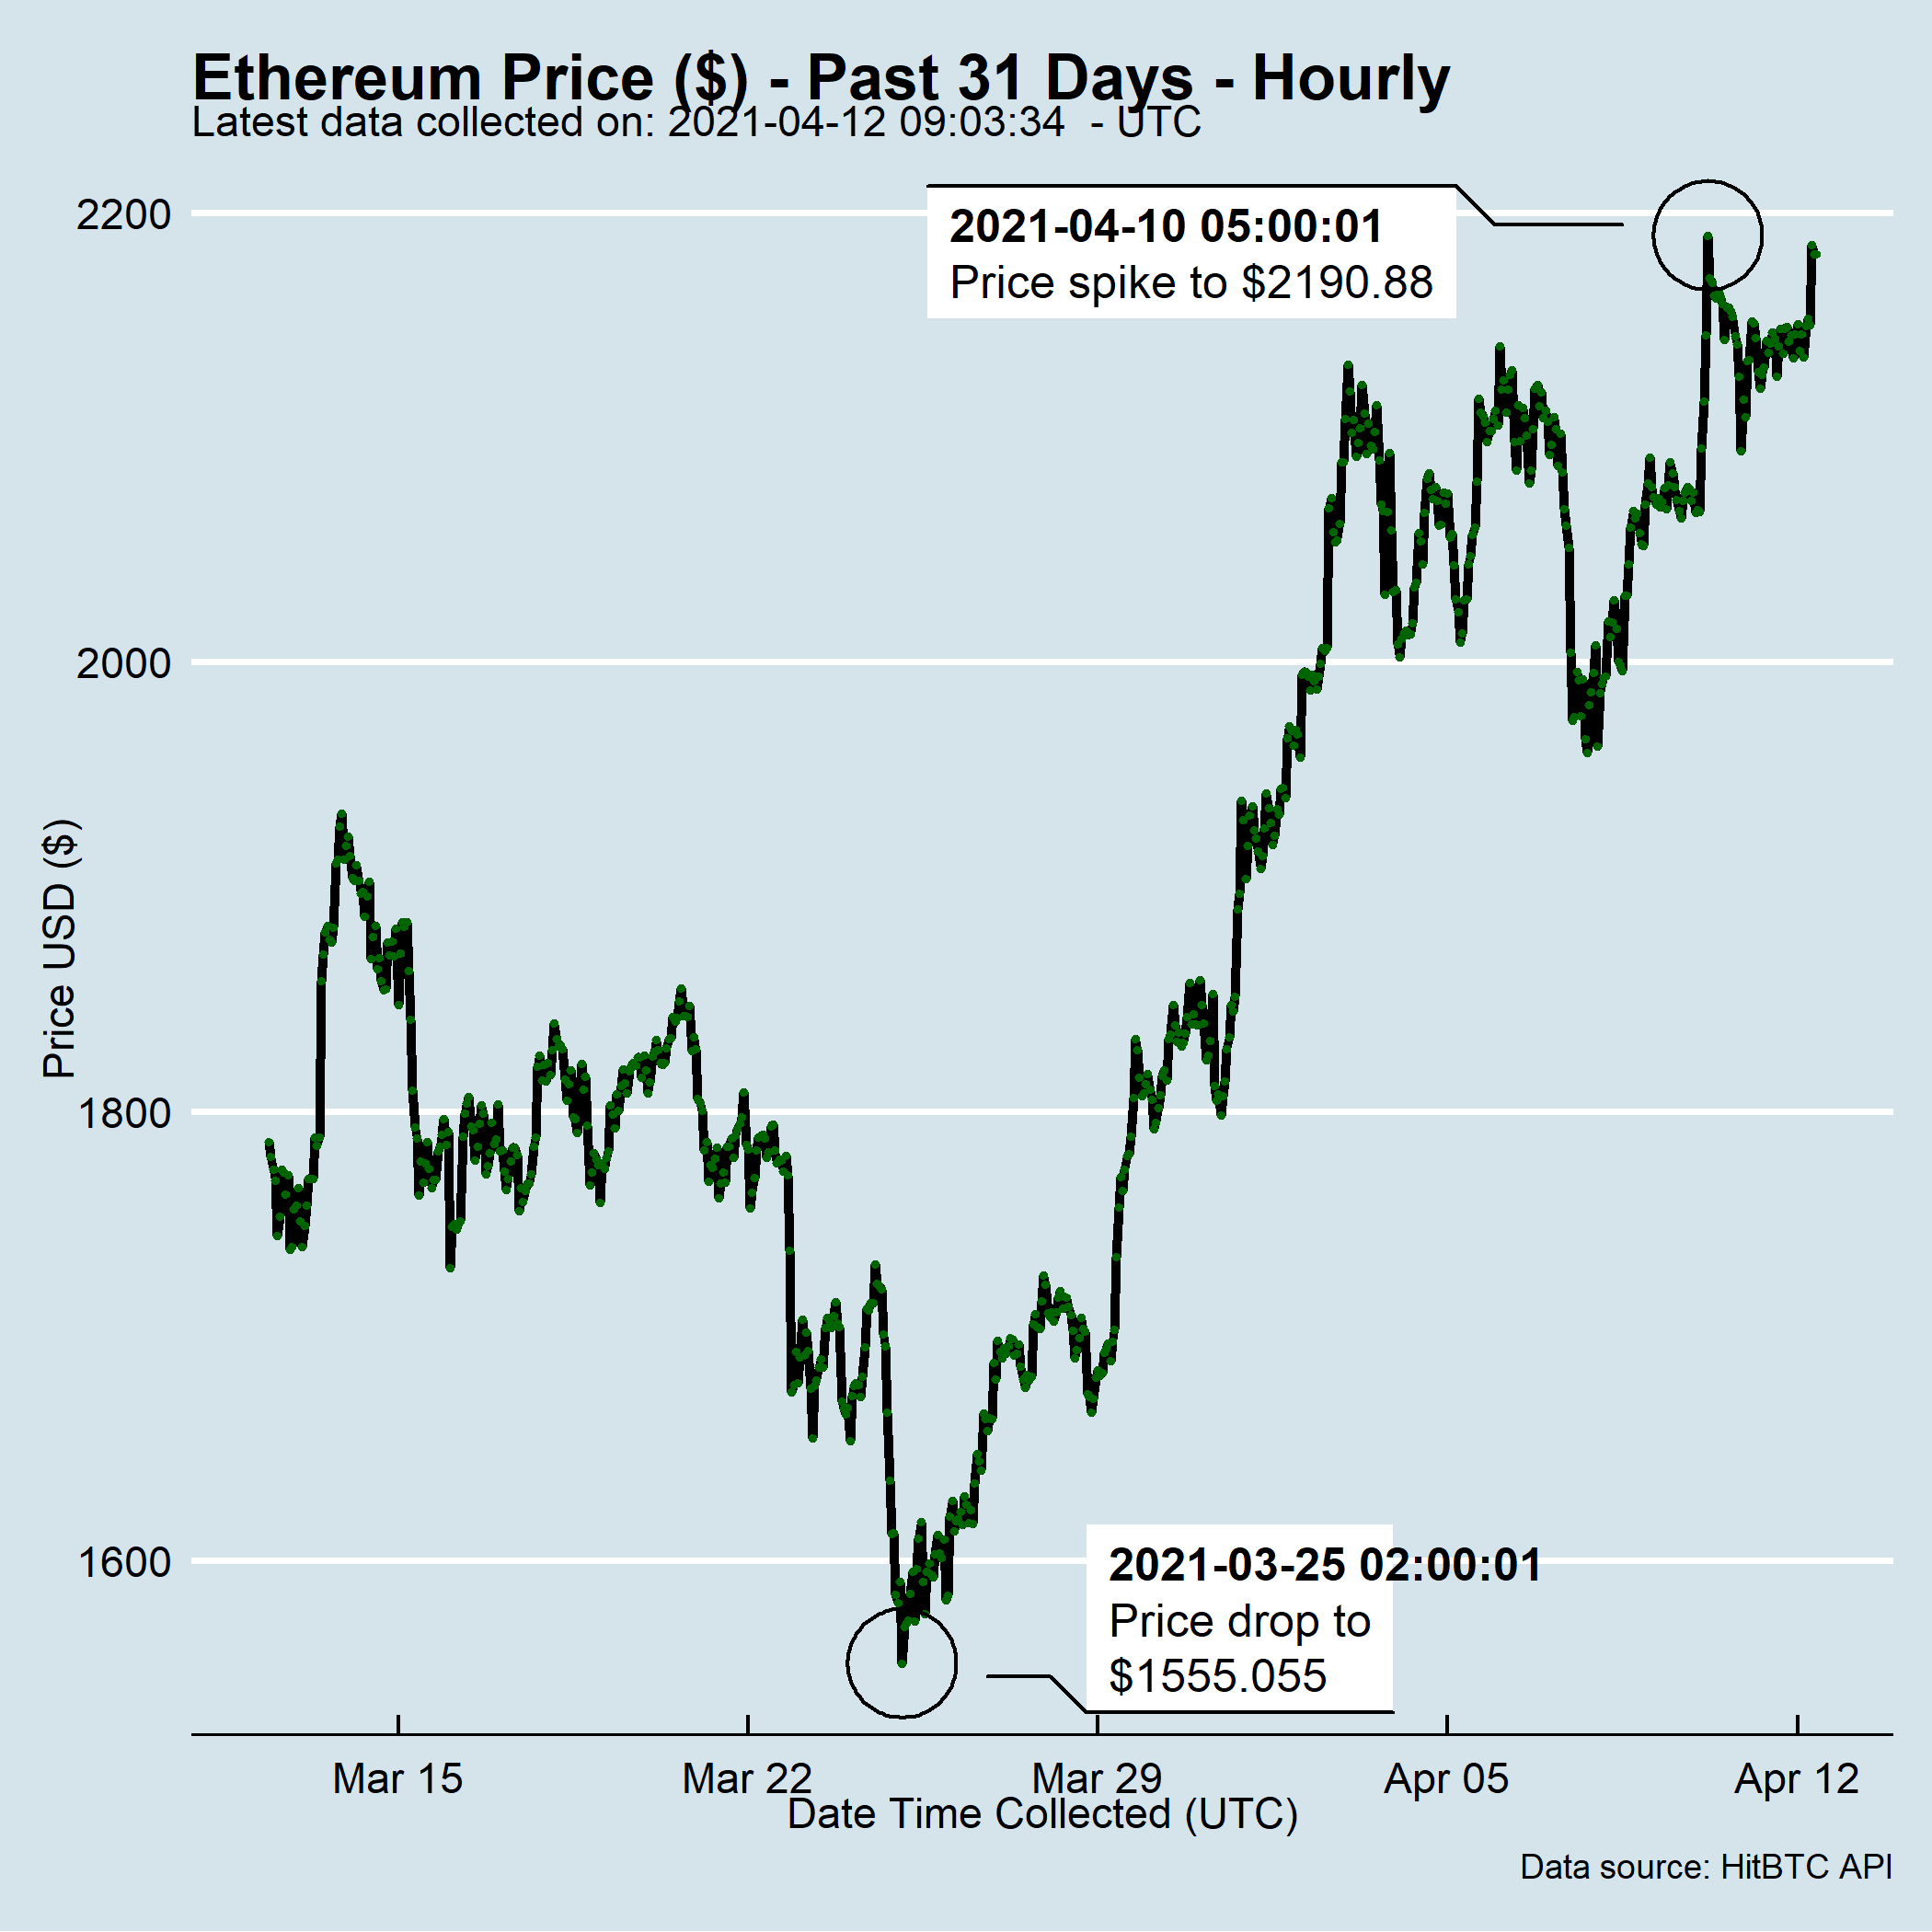 Ethereum Price ($) - Past 31 Days - Hourly
Latest data collected on: 2021-04-12 09:03:34  - UTC
2200
2021-04-10 05:00:01
Price spike to $2190.88
2000
Price USD ($)
1800
1600
2021-03-25 02:00:01
Price drop to
$1555.055
Mar 15
Mar 22
Mar 29
Apr 05
Apr 12
Date Time Collected (UTC)
Data source: HitBTC API